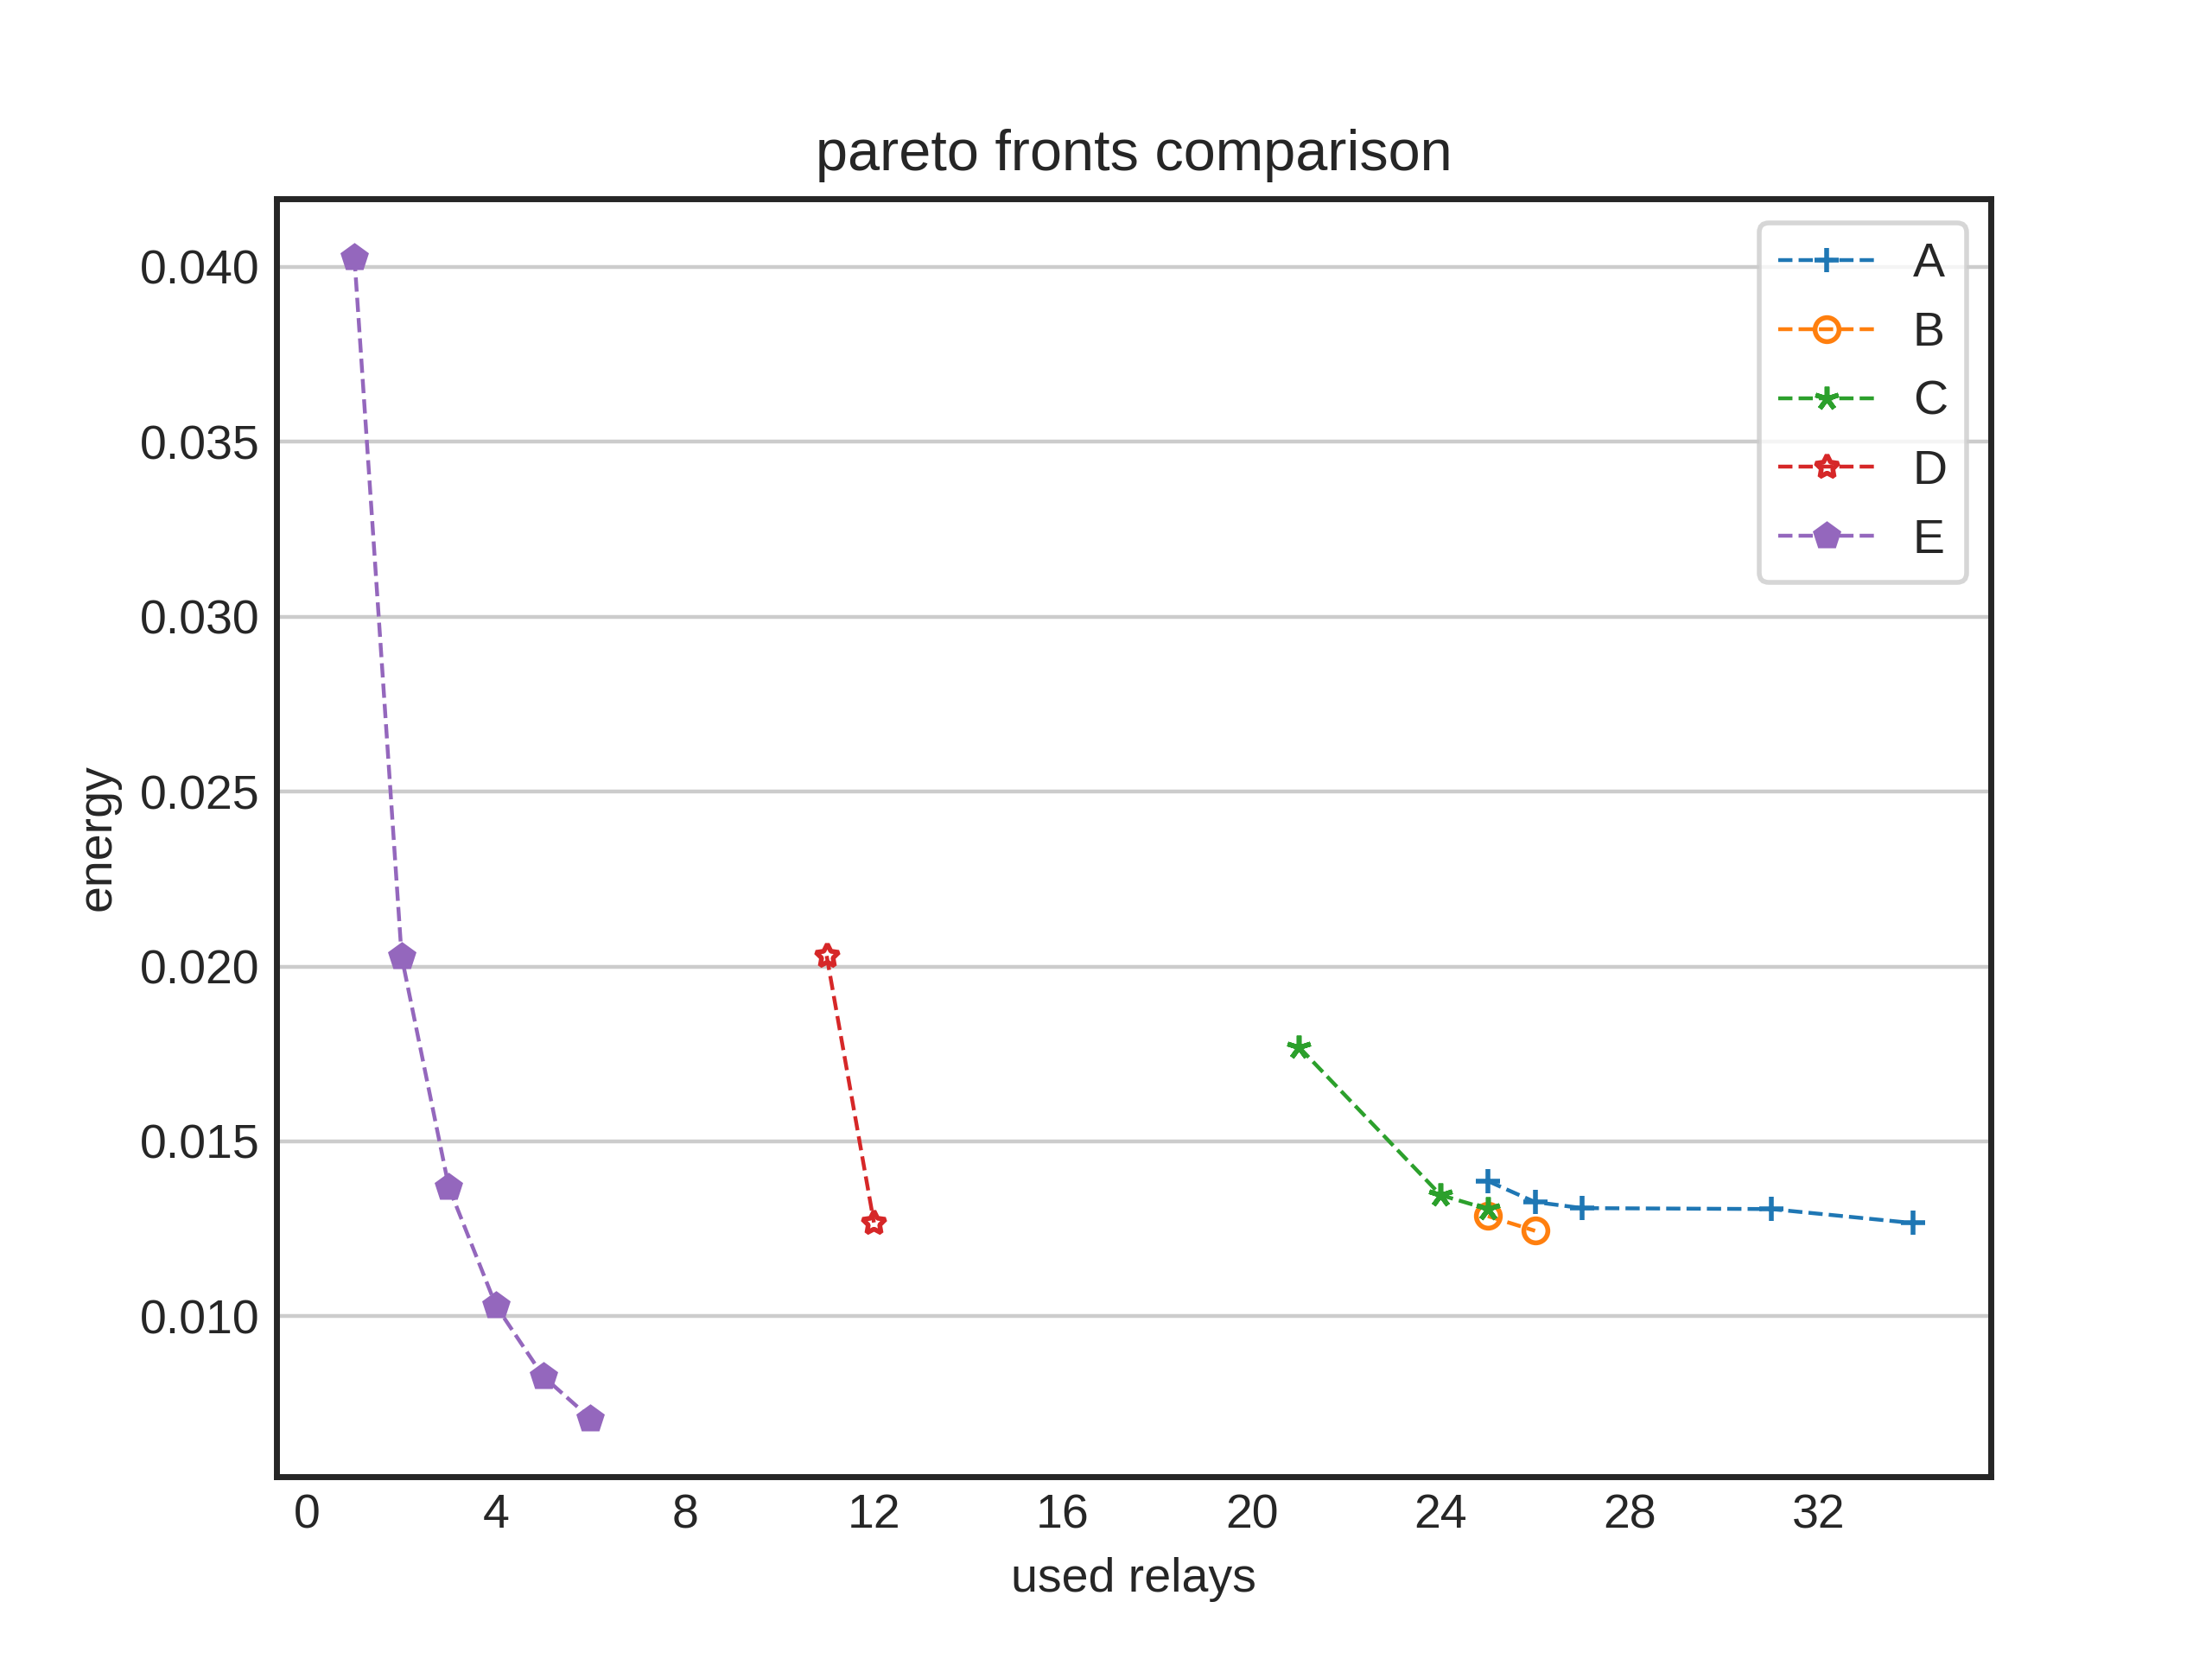 pareto fronts comparison
A
B
C
D
E
0.040
0.035
0.030
0.025
0.020
0.015
0.010
energy
0 4 8 12 16 20 24 28 32
used relays